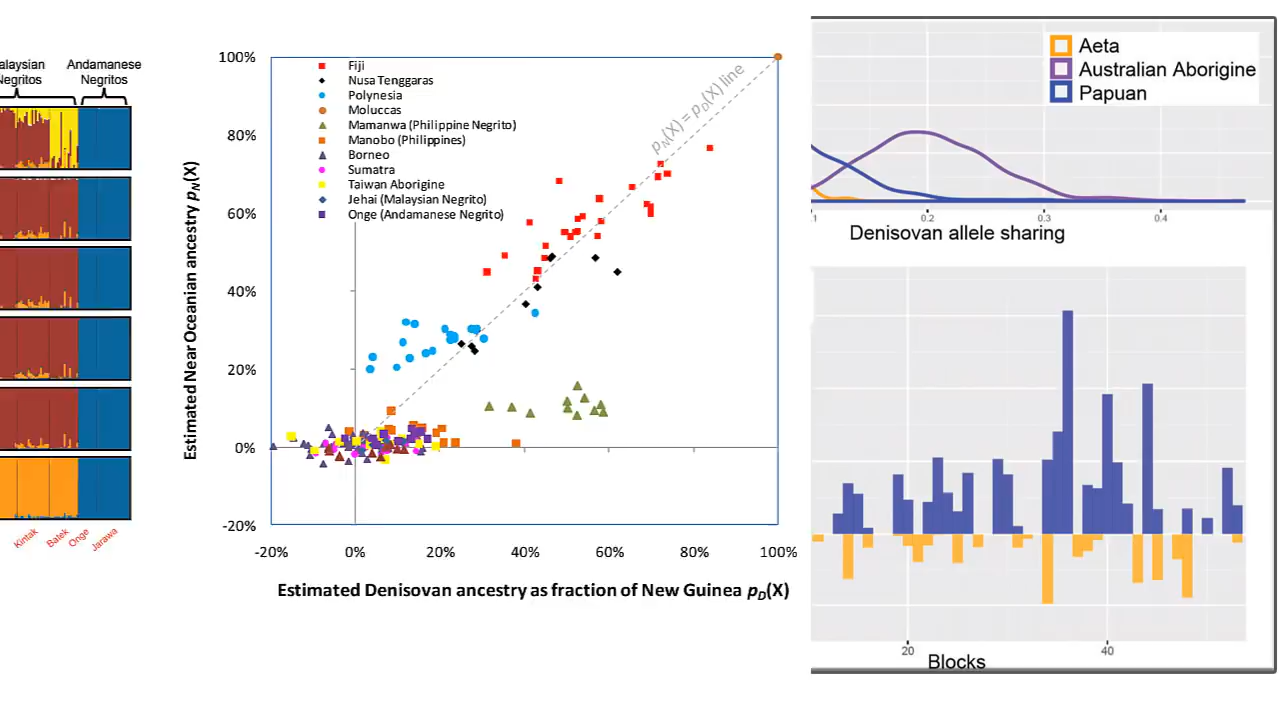 Andamanese
Negritos
Kintak
Batek
Onge
Jarawa
100%
80%
60%
40%
20%
0%
-20%
Estimated Near Oceanian ancestry pN(X)
Fiji
Nusa Tenggaras
Polynesia
Moluccas
Mamanwa (Philippine Negrito)
Manobo (Philippines)
Borneo
Sumatra
Taiwan Aborigine
Jehai (Malaysian Negrito)
Onge (Andamanese Negrito)
pN(X) = pD(X) line
-20%
0%
20%
40%
60%
80%
100%
Estimated Denisovan ancestry as fraction of New Guinea pD(X)
Aeta
Australian Aborigine
Papuan
0.2
0.3
0.4
Denisovan allele sharing
20
40
Blocks